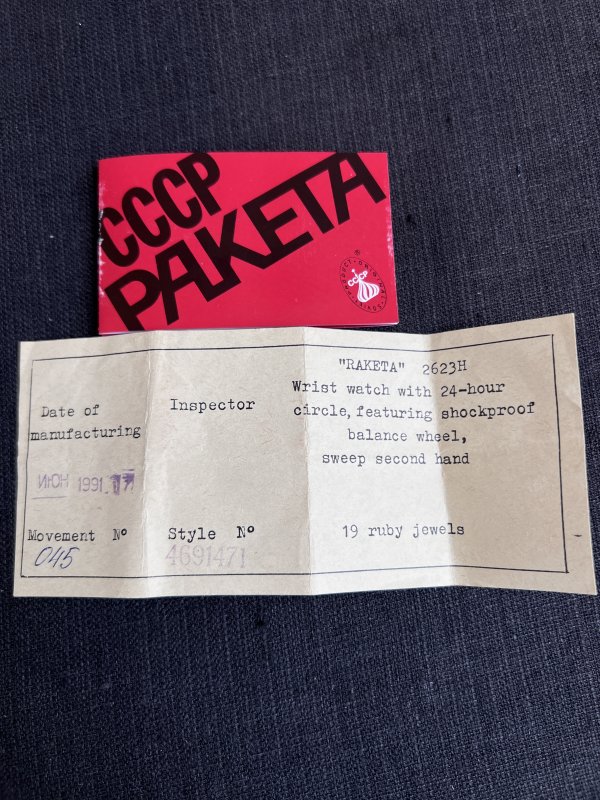 СССР
РАКЕТА
®
"RAKETA" 2623H
Wrist watch with 24-hour
circle, featuring shockproof
balance wheel,
sweep second hand
19 ruby jewels
Date of
manufacturing
ИЮН 1991
Movement Nº
045
Inspector
Style Nº
4691471